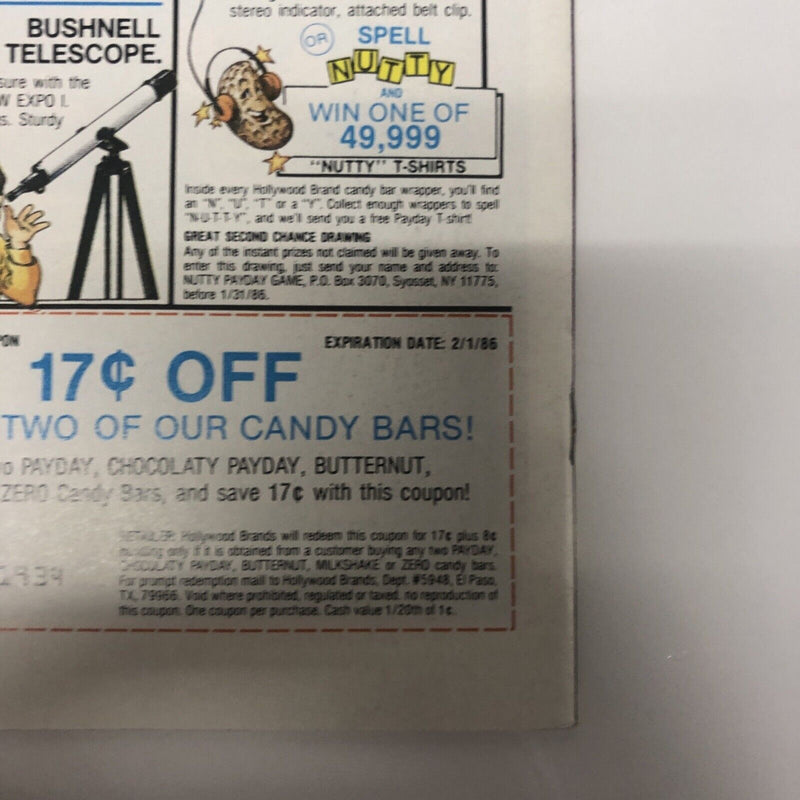 BUSHNELL
TELESCOPE.
sure with the
W EXPO I.
s. Sturdy
stereo indicator, attached belt clip.
OR SPELL
NUTTY
AND
WIN ONE OF
49,999
"NUTTY" T-SHIRTS
Inside every Hollywood Brand candy bar wrapper, you'll find
an "N", "U", "T" or a "Y". Collect enough wrappers to spell
"N-U-T-T-Y", and we'll send you a free Payday T-shirt!
GREAT SECOND CHANCE DRAWING
Any of the instant prizes not claimed will be given away. To
enter this drawing, just send your name and address to:
NUTTY PAYDAY GAME, P.O. Box 3070, Syosset, NY 11775,
before 1/31/86.
PON
EXPIRATION DATE: 2/1/86
17¢ OFF
TWO OF OUR CANDY BARS!
o PAYDAY, CHOCOLATY PAYDAY, BUTTERNUT,
ZERO Candy Bars, and save 17¢ with this coupon!
RETAILER: Hollywood Brands will redeem this coupon for 17¢ plus 8¢
handling only if it is obtained from a customer buying any two PAYDAY,
CHOCOLATY PAYDAY, BUTTERNUT, MILKSHAKE or ZERO candy bars.
For prompt redemption mail to Hollywood Brands, Dept. #5948, El Paso,
TX, 79966. Void where prohibited, regulated or taxed. no reproduction of
this coupon. One coupon per purchase. Cash value 1/20th of 1¢.